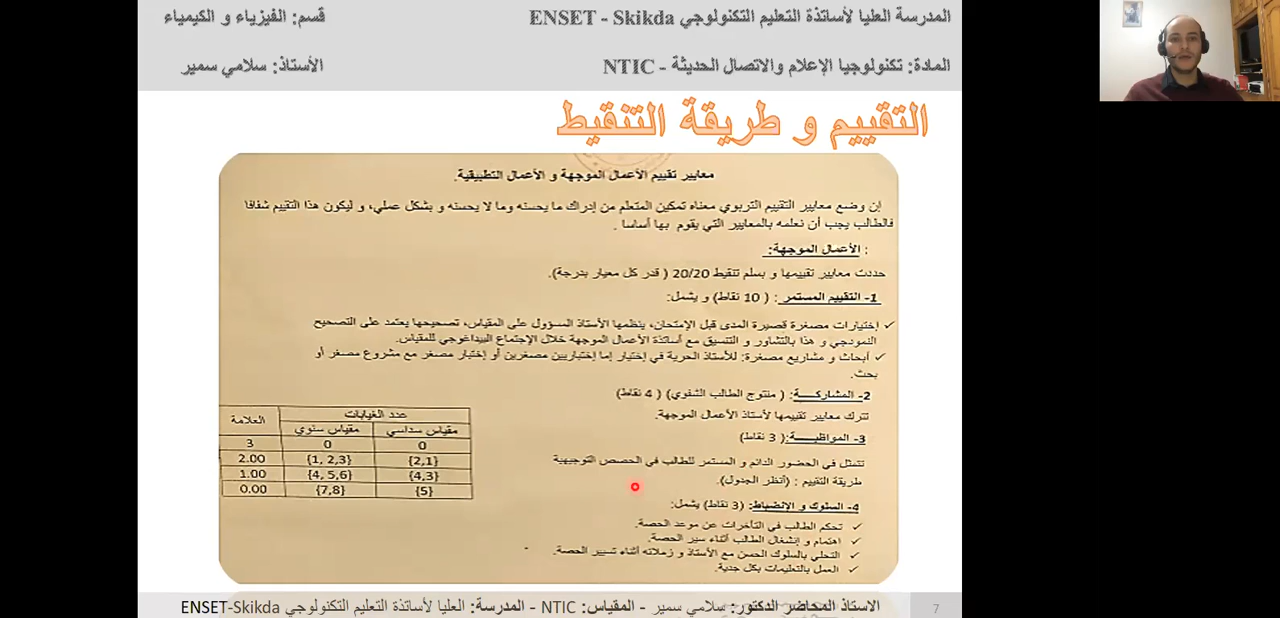 المدرسة العليا لأساتذة التعليم التكنولوجي ENSET - Skikda
قسم: الفيزياء و الكيمياء
المادة: تكنولوجيا الإعلام والاتصال الحديثة - NTIC
الأستاذ: سلامي سمير
التقييم و طريقة التنقيط
معايير تقييم الأعمال الموجهة و الأعمال التطبيقية.
إن وضع معايير التقييم التربوي معناه تمكين المتعلم من إدراك ما يحسنه وما لا يحسنه و بشكل عملي، و ليكون هذا التقييم شفافا
فالطالب يجب أن نعلمه بالمعايير التي يقوم بها أساسا .
الأعمال الموجهة:
حددت معايير تقييمها و بسلم تنقيط 20/20 ( قدر كل معيار بدرجة).
1- التقييم المستمر : ( 10 نقاط) و يشمل:
✓ إختبارات مصغرة قصيرة المدى قبل الإمتحان، ينظمها الأستاذ المسؤول على المقياس، تصحيحها يعتمد على التصحيح
النموذجي و هذا بالتشاور و التنسيق مع أساتذة الأعمال الموجهة خلال الإجتماع البيداغوجي للمقياس.
✓ أبحاث و مشاريع مصغرة: للأستاذ الحرية في إختيار إما إختباريين مصغرين أو إختبار مصغر مع مشروع مصغر أو
بحث.
2- المشاركـــة: ( منتوج الطالب الشفوي) ( 4 نقاط)
تترك معايير تقييمها لأستاذ الأعمال الموجهة.
3- المواظبـــة:( 3 نقاط)
تتمثل في الحضور الدائم و المستمر للطالب في الحصص التوجيهية
طريقة التقييم : (أنظر الجدول).
4- السلوك و الإنضباط: (3 نقاط) يشمل:
✓ تحكم الطالب في التأخرات عن موعد الحصة.
✓ اهتمام و إنشغال الطالب أثناء سير الحصة.
✓ التحلي بالسلوك الحسن مع الأستاذ و زملائه أثناء تسيير الحصة.
✓ العمل بالتعليمات بكل جدية.
عدد الغيابات العلامة
مقياس سداسي مقياس سنوي
0 0 3
{2,1} {1, 2,3} 2.00
{4,3} {4, 5,6} 1.00
{5} {7,8} 0.00
الاستاذ المحاضر الدكتور: سلامي سمير - المقياس: NTIC - المدرسة: العليا لأساتذة التعليم التكنولوجي ENSET-Skikda
7